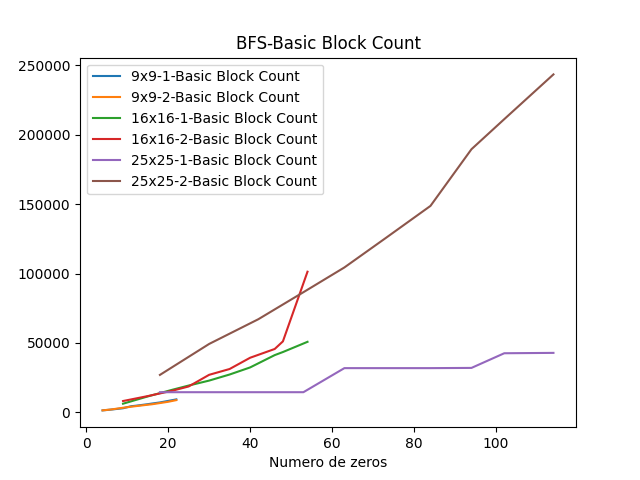 BFS-Basic Block Count
250000
200000
150000
100000
50000
0
9x9-1-Basic Block Count
9x9-2-Basic Block Count
16x16-1-Basic Block Count
16x16-2-Basic Block Count
25x25-1-Basic Block Count
25x25-2-Basic Block Count
0 20 40 60 80 100
Numero de zeros